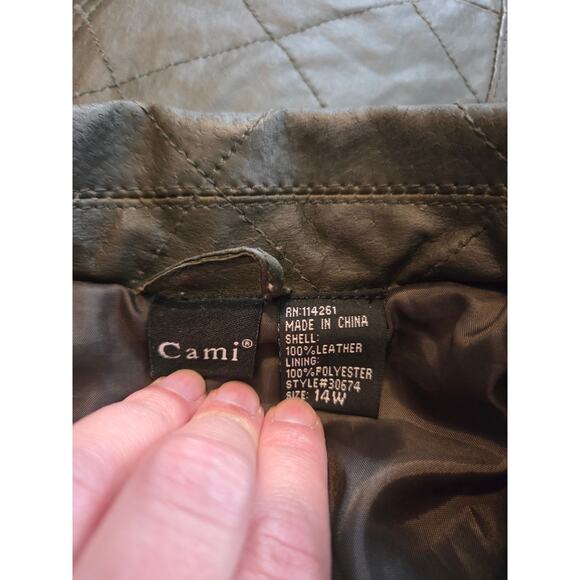 Cami®
RN:114261
MADE IN CHINA
SHELL:
100%LEATHER
LINING:
100%POLYESTER
STYLE#30674
SIZE: 14W